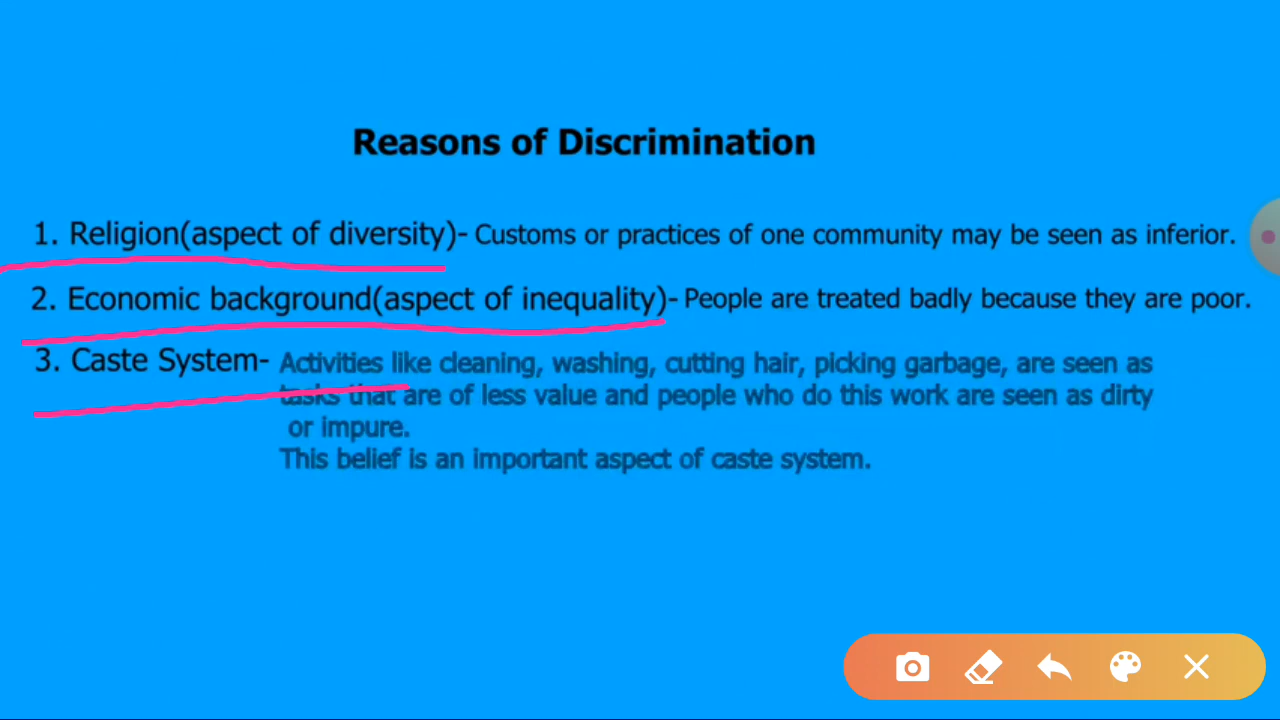 Reasons of Discrimination
1. Religion(aspect of diversity)- Customs or practices of one community may be seen as inferior.
2. Economic background(aspect of inequality)- People are treated badly because they are poor.
3. Caste System- Activities like cleaning, washing, cutting hair, picking garbage, are seen as
tasks that are of less value and people who do this work are seen as dirty
or impure.
This belief is an important aspect of caste system.